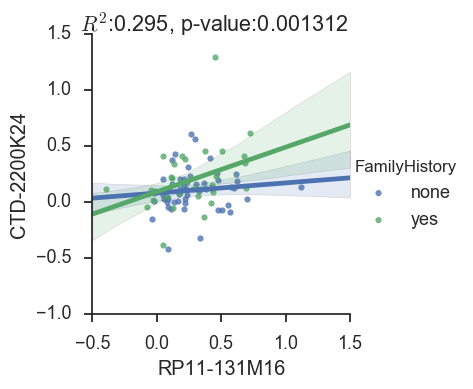 R²:0.295, p-value:0.001312
1.5
1.0
0.5
0.0
−0.5
−1.0
CTD-2200K24
−0.5 0.0 0.5 1.0 1.5
RP11-131M16
FamilyHistory
none
yes